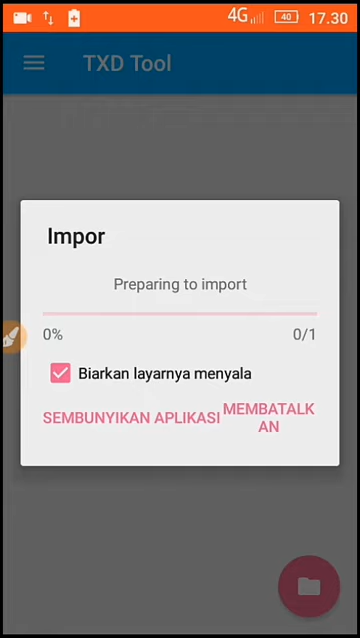 4G 40 17.30
TXD Tool
Impor
Preparing to import
0% 0/1
Biarkan layarnya menyala
SEMBUNYIKAN APLIKASI MEMBATALK
AN